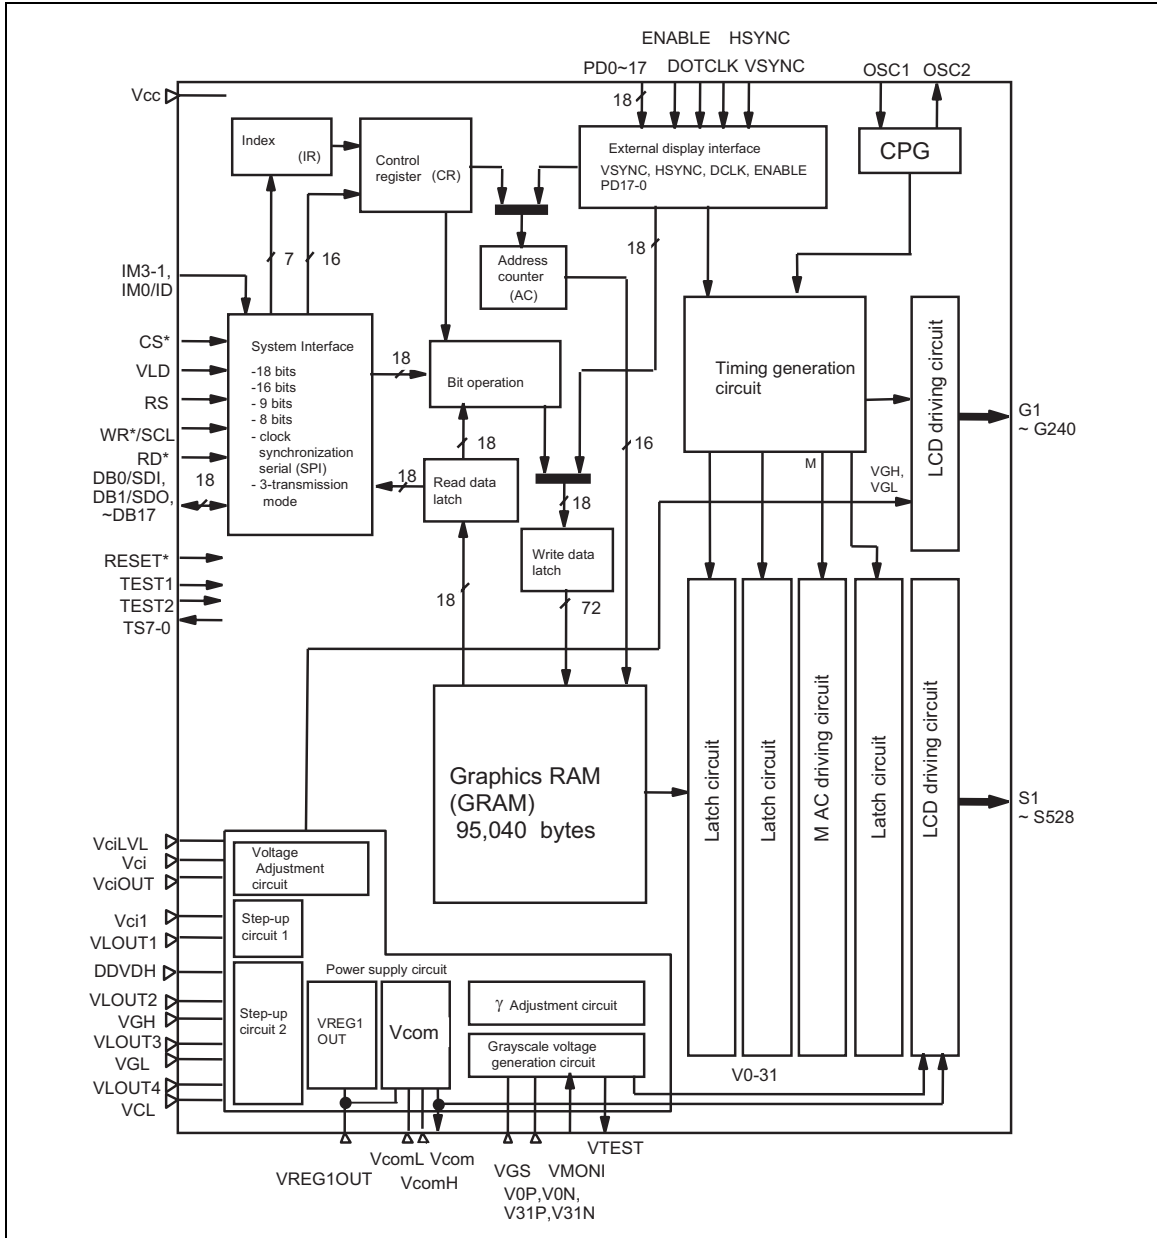 ENABLE HSYNC
PD0~17 DOTCLK VSYNC
OSC1 OSC2
Vcc
18
Index
(IR)
Control
register (CR)
External display interface
VSYNC, HSYNC, DCLK, ENABLE
PD17-0
CPG
7
16
18
Address
counter
(AC)
IM3-1,
IM0/ID
CS*
VLD
RS
WR*/SCL
RD*
DB0/SDI,
DB1/SDO,
~DB17
18
System Interface
-18 bits
-16 bits
- 9 bits
- 8 bits
- clock
synchronization
serial (SPI)
- 3-transmission
mode
18
Bit operation
18
18
Read data
latch
16
18
Write data
latch
18
72
Timing generation
circuit
M
VGH,
VGL
LCD driving circuit
G1
~ G240
RESET*
TEST1
TEST2
TS7-0
Graphics RAM
(GRAM)
95,040 bytes
Latch circuit
Latch circuit
M AC driving circuit
Latch circuit
LCD driving circuit
S1
~ S528
VciLVL
Vci
VciOUT
Vci1
VLOUT1
DDVDH
VLOUT2
VGH
VLOUT3
VGL
VLOUT4
VCL
Voltage
Adjustment
circuit
Step-up
circuit 1
Step-up
circuit 2
Power supply circuit
VREG1
OUT
Vcom
γ Adjustment circuit
Grayscale voltage
generation circuit
V0-31
VREG1OUT
VcomL Vcom
VcomH
VGS
VMONI
VTEST
V0P,V0N,
V31P,V31N